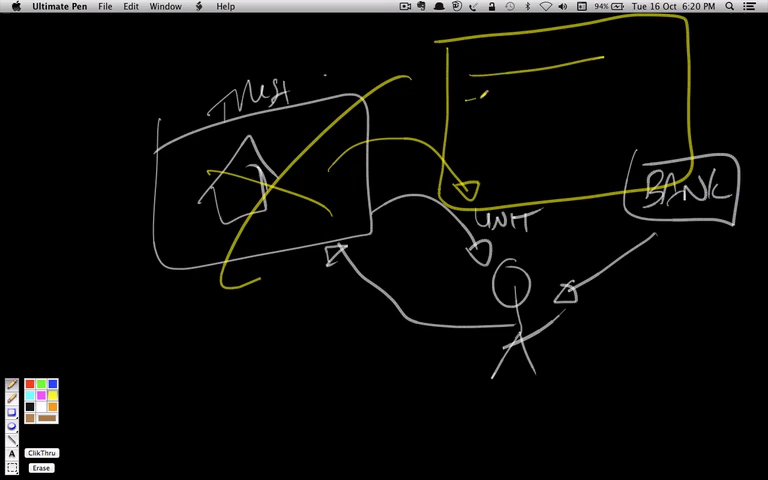 Ultimate Pen File Edit Window Help 94% Tue 16 Oct 6:20 PM
TRUST
BANK
UNIT
ClikThru
A
Erase